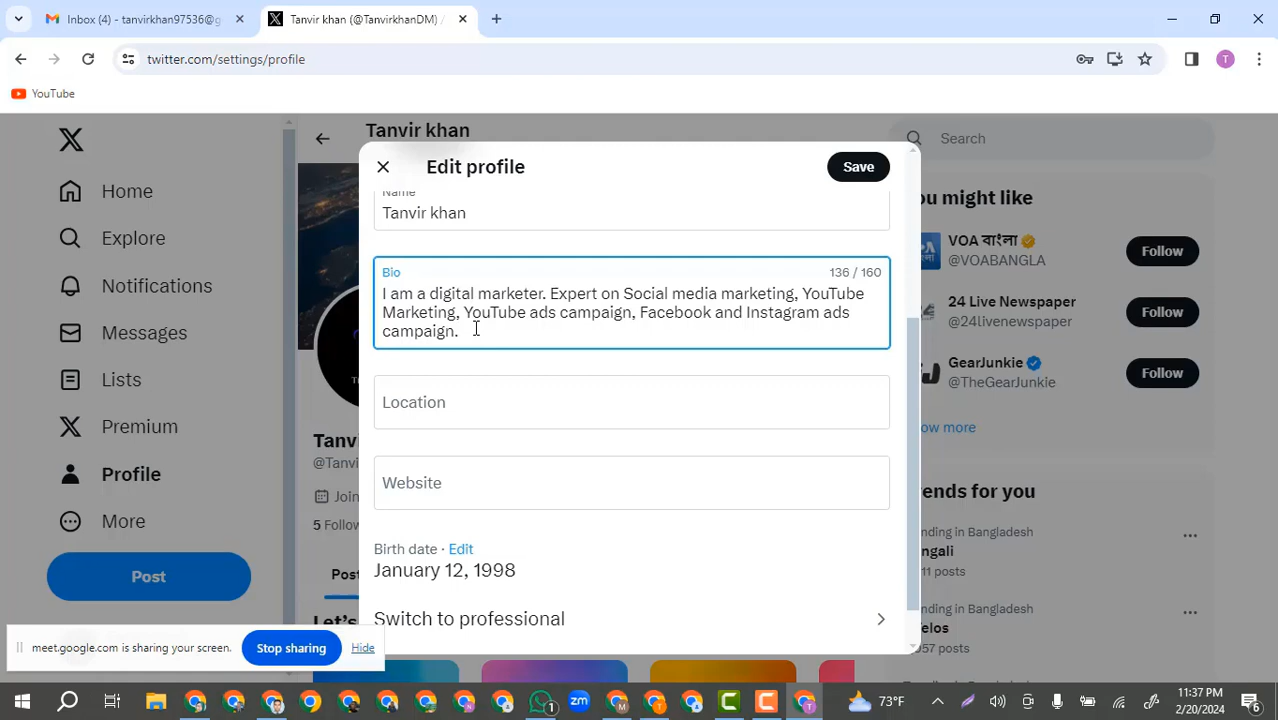 Inbox (4) - tanvirkhan97536@g
Tanvir khan (@TanvirkhanDM) /
twitter.com/settings/profile
T
YouTube
Tanvir khan
Search
Edit profile
Save
Home
Explore
Notifications
Messages
Lists
Premium
Profile
More
Post
Name
Tanvir khan
Bio
136 / 160
I am a digital marketer. Expert on Social media marketing, YouTube
Marketing, YouTube ads campaign, Facebook and Instagram ads
campaign.
Location
Website
Birth date · Edit
January 12, 1998
Switch to professional
Tanv
@Tanvi
Join
5 Follow
Pos
Let's
ou might like
VOA বাংলা
@VOABANGLA
Follow
24 Live Newspaper
@24livenewspaper
Follow
GearJunkie
@TheGearJunkie
Follow
ow more
ends for you
nding in Bangladesh
ngali
11 posts
nding in Bangladesh
elos
057 posts
meet.google.com is sharing your screen.
Stop sharing
Hide
73°F
11:37 PM
2/20/2024